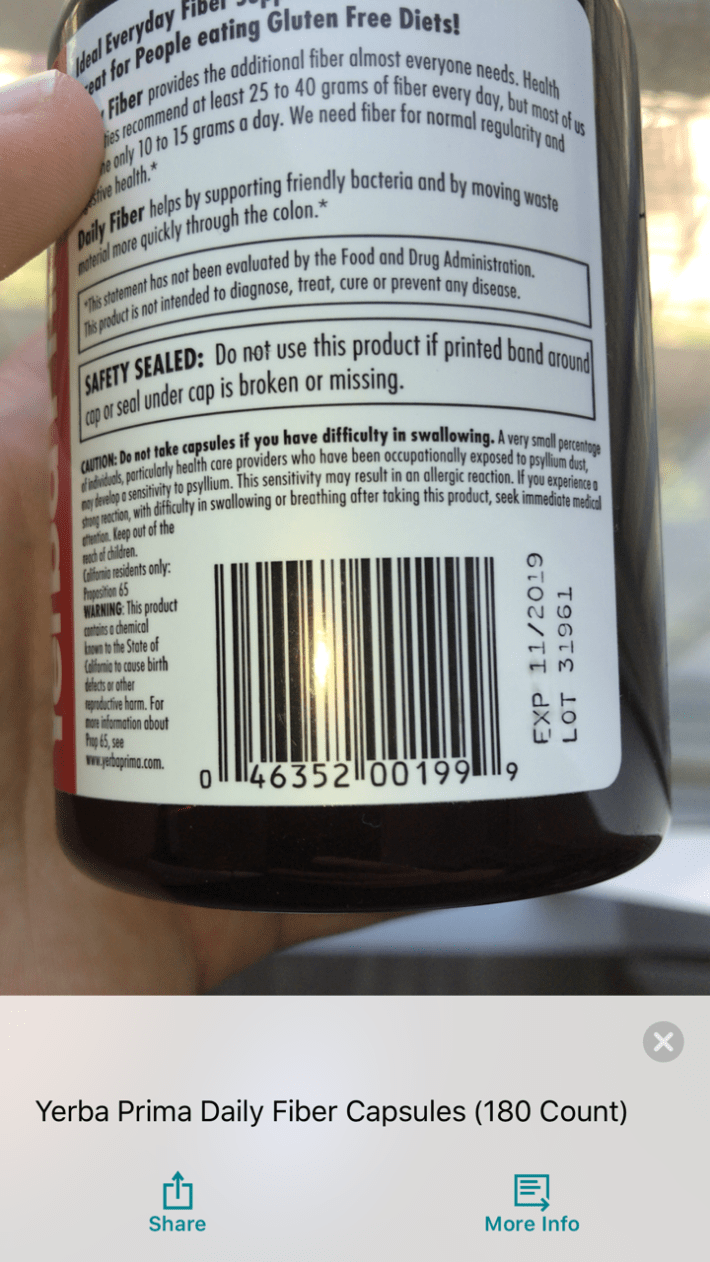 Ideal Everyday Fiber
for People eating Gluten Free Diets!
Fiber provides the additional fiber almost everyone needs. Health
recommend at least 25 to 40 grams of fiber every day, but most of us
only 10 to 15 grams a day. We need fiber for normal regularity and
health.*
Daily Fiber helps by supporting friendly bacteria and by moving waste
material more quickly through the colon.*
*This statement has not been evaluated by the Food and Drug Administration.
This product is not intended to diagnose, treat, cure or prevent any disease.
SAFETY SEALED: Do not use this product if printed band around
cap or seal under cap is broken or missing.
CAUTION: Do not take capsules if you have difficulty in swallowing. A very small percentage
of individuals, particularly health care providers who have been occupationally exposed to psyllium dust,
may develop a sensitivity to psyllium. This sensitivity may result in an allergic reaction. If you experience a
strong reaction, with difficulty in swallowing or breathing after taking this product, seek immediate medical
attention. Keep out of the
reach of children.
California residents only:
Proposition 65
WARNING: This product
contains a chemical
known to the State of
California to cause birth
defects or other
reproductive harm. For
more information about
Prop 65, see
www.yerbaprima.com.
0 46352 00199 9
EXP 11/2019
LOT 31961
Yerba Prima Daily Fiber Capsules (180 Count)
Share
More Info